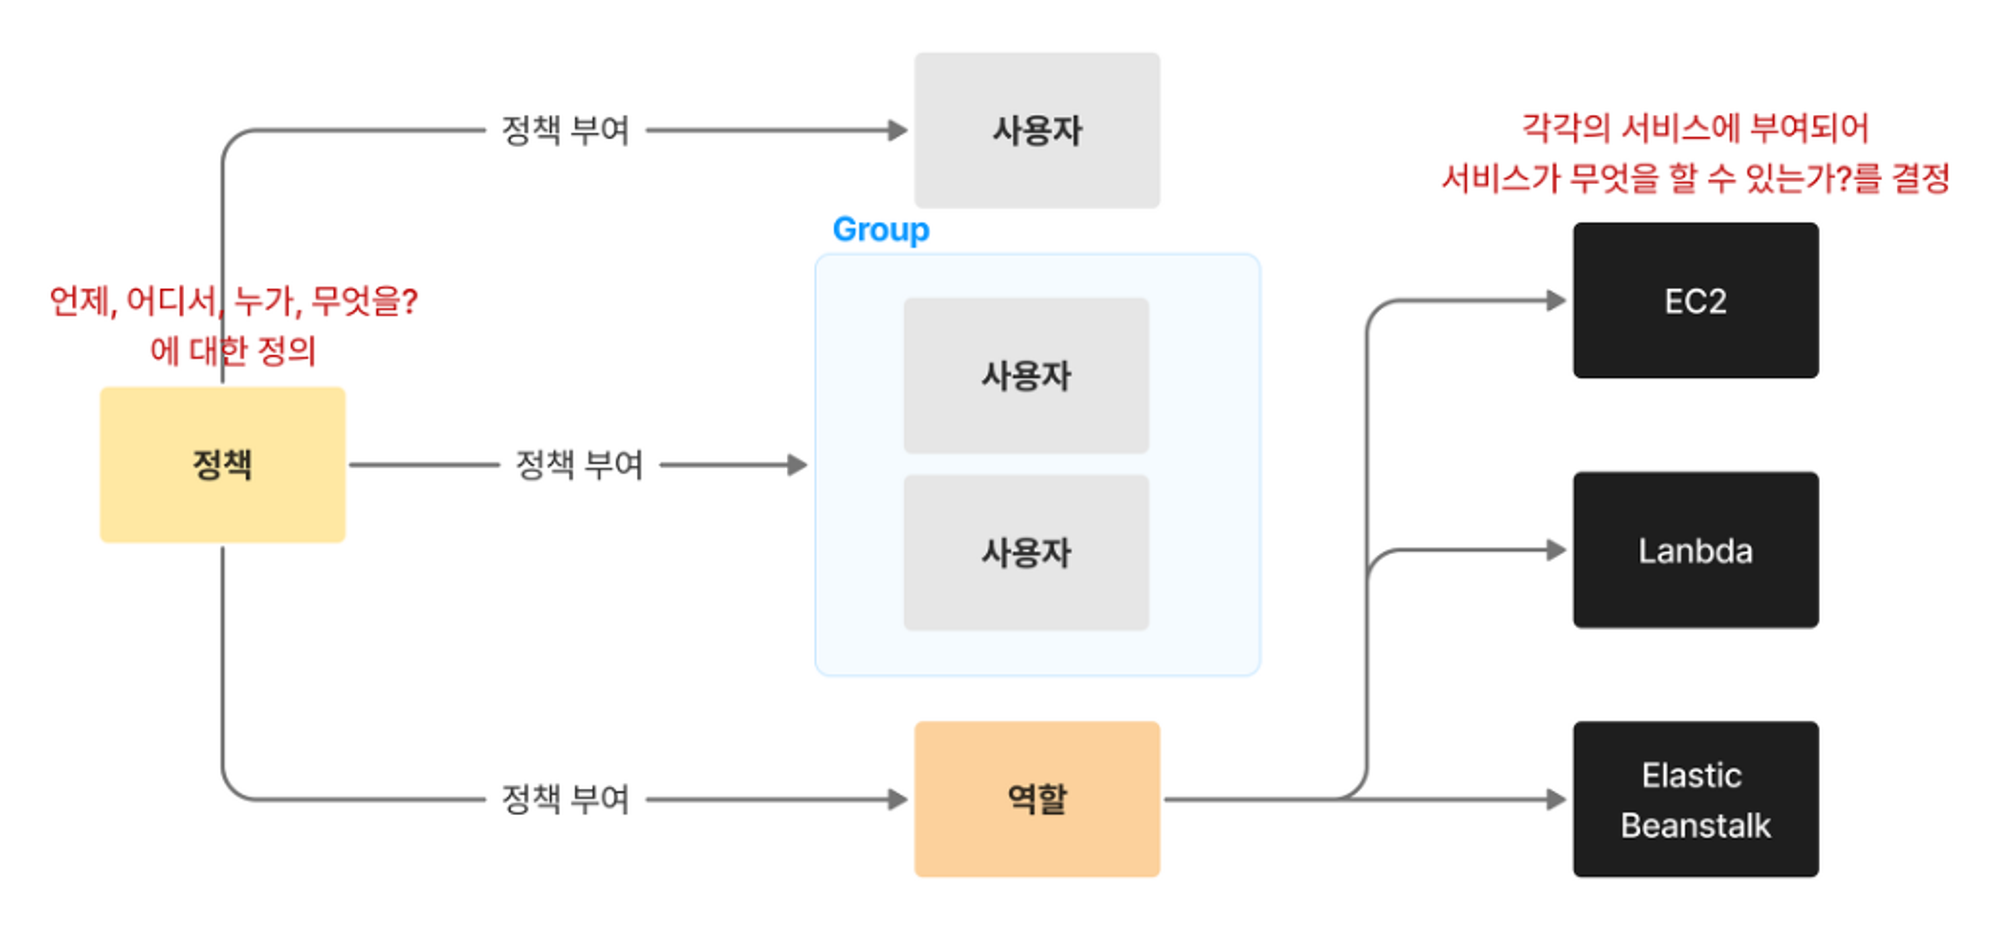 정책 부여
사용자
각각의 서비스에 부여되어
서비스가 무엇을 할 수 있는가?를 결정
Group
언제, 어디서, 누가, 무엇을?
에 대한 정의
사용자
EC2
정책
정책 부여
사용자
Lanbda
정책 부여
역할
Elastic
Beanstalk